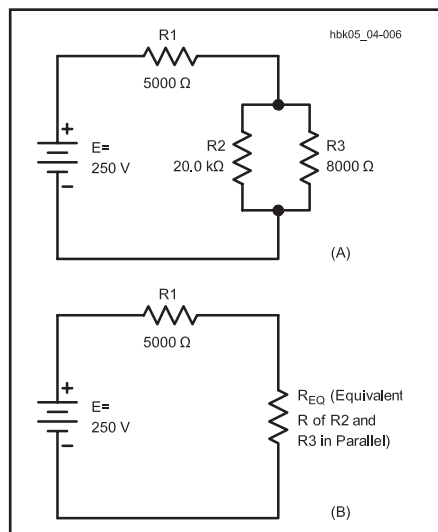 hbk05_04-006
R1
5000 Ω
+
E=
250 V
−
R2
20.0 kΩ
R3
8000 Ω
(A)
R1
5000 Ω
+
E=
250 V
−
R_EQ (Equivalent
R of R2 and
R3 in Parallel)
(B)